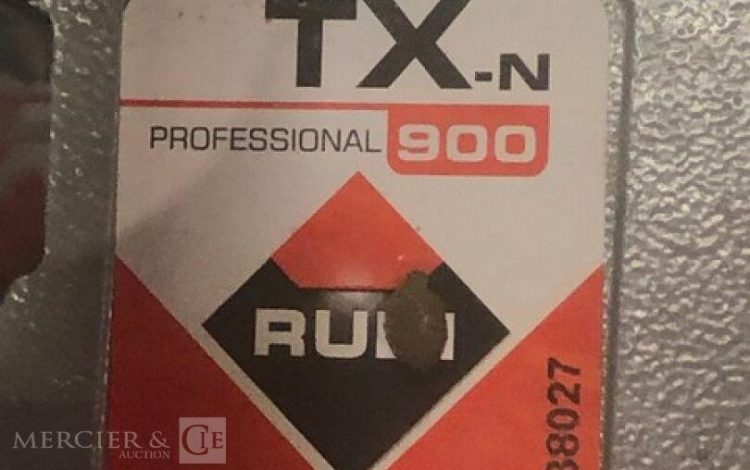 TX-N
PROFESSIONAL 900
38027
MERCIER & CIE
AUCTION